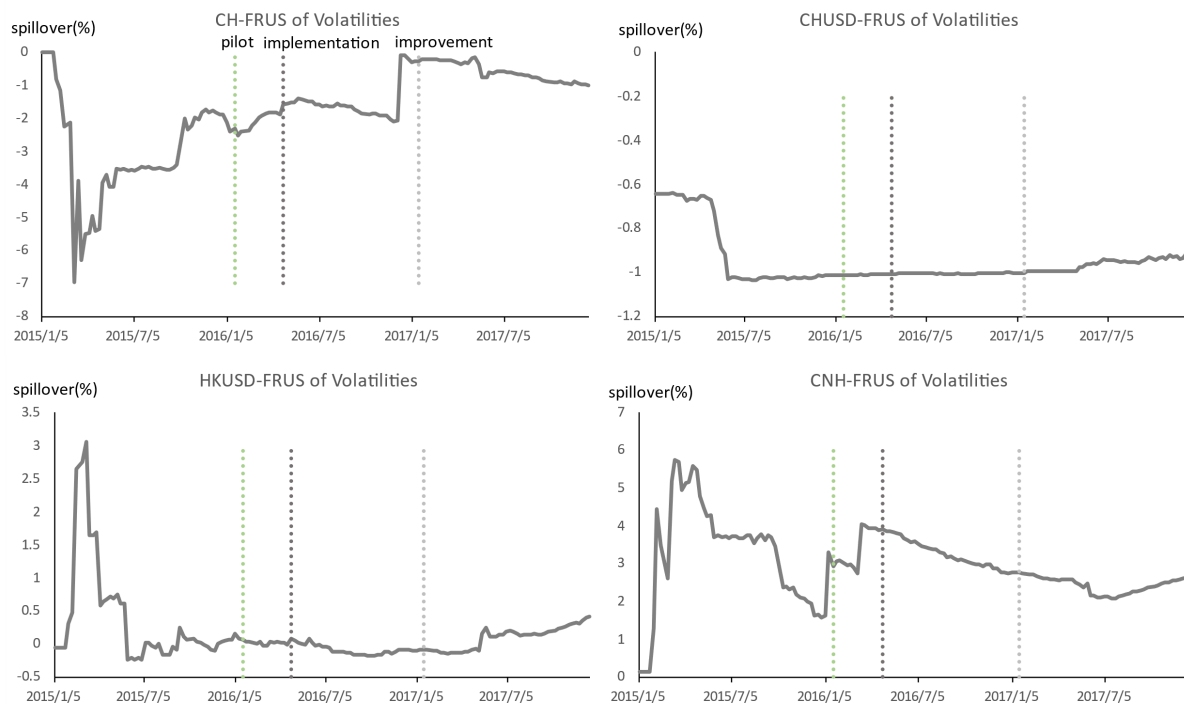 CH-FRUS of Volatilities
spillover(%)
pilot implementation improvement
0
-1
-2
-3
-4
-5
-6
-7
-8
2015/1/5 2015/7/5 2016/1/5 2016/7/5 2017/1/5 2017/7/5
CHUSD-FRUS of Volatilities
spillover(%)
0
-0.2
-0.4
-0.6
-0.8
-1
-1.2
2015/1/5 2015/7/5 2016/1/5 2016/7/5 2017/1/5 2017/7/5
HKUSD-FRUS of Volatilities
spillover(%)
3.5
3
2.5
2
1.5
1
0.5
0
-0.5
2015/1/5 2015/7/5 2016/1/5 2016/7/5 2017/1/5 2017/7/5
CNH-FRUS of Volatilities
spillover(%)
7
6
5
4
3
2
1
0
2015/1/5 2015/7/5 2016/1/5 2016/7/5 2017/1/5 2017/7/5